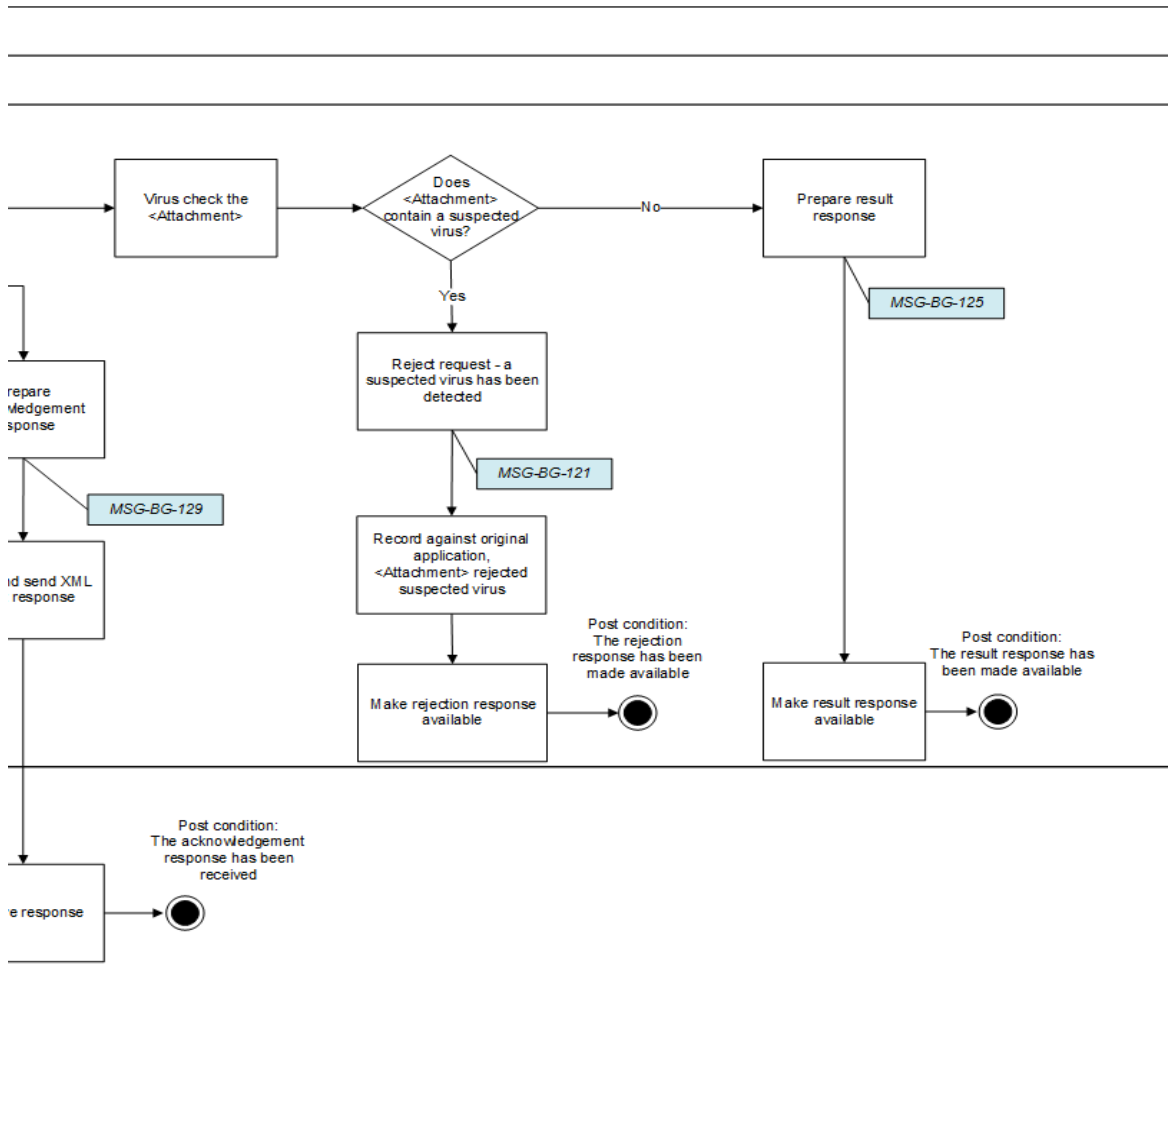 Virus check the
<Attachment>
Does
<Attachment>
contain a suspected
virus?
No
Prepare result
response
MSG-BG-125
Yes
Reject request - a
suspected virus has been
detected
MSG-BG-121
repare
wledgement
sponse
MSG-BG-129
Record against original
application,
<Attachment> rejected
suspected virus
nd send XML
response
Post condition:
The rejection
response has been
made available
Post condition:
The result response has
been made available
Make rejection response
available
Make result response
available
Post condition:
The acknowledgement
response has been
received
e response